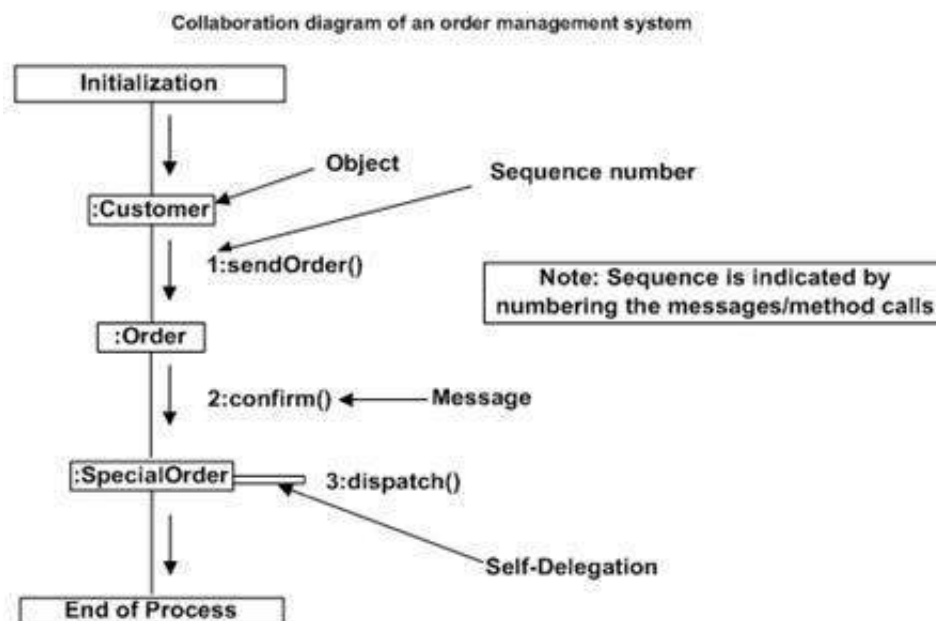 Collaboration diagram of an order management system
Initialization
Object
Sequence number
:Customer
1:sendOrder()
Note: Sequence is indicated by
numbering the messages/method calls
:Order
2:confirm()
Message
:SpecialOrder
3:dispatch()
Self-Delegation
End of Process